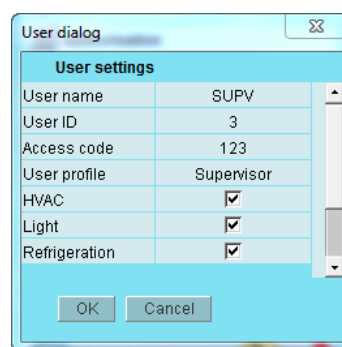 User dialog
User settings
User name SUPV
User ID 3
Access code 123
User profile Supervisor
HVAC
Light
Refrigeration
OK Cancel